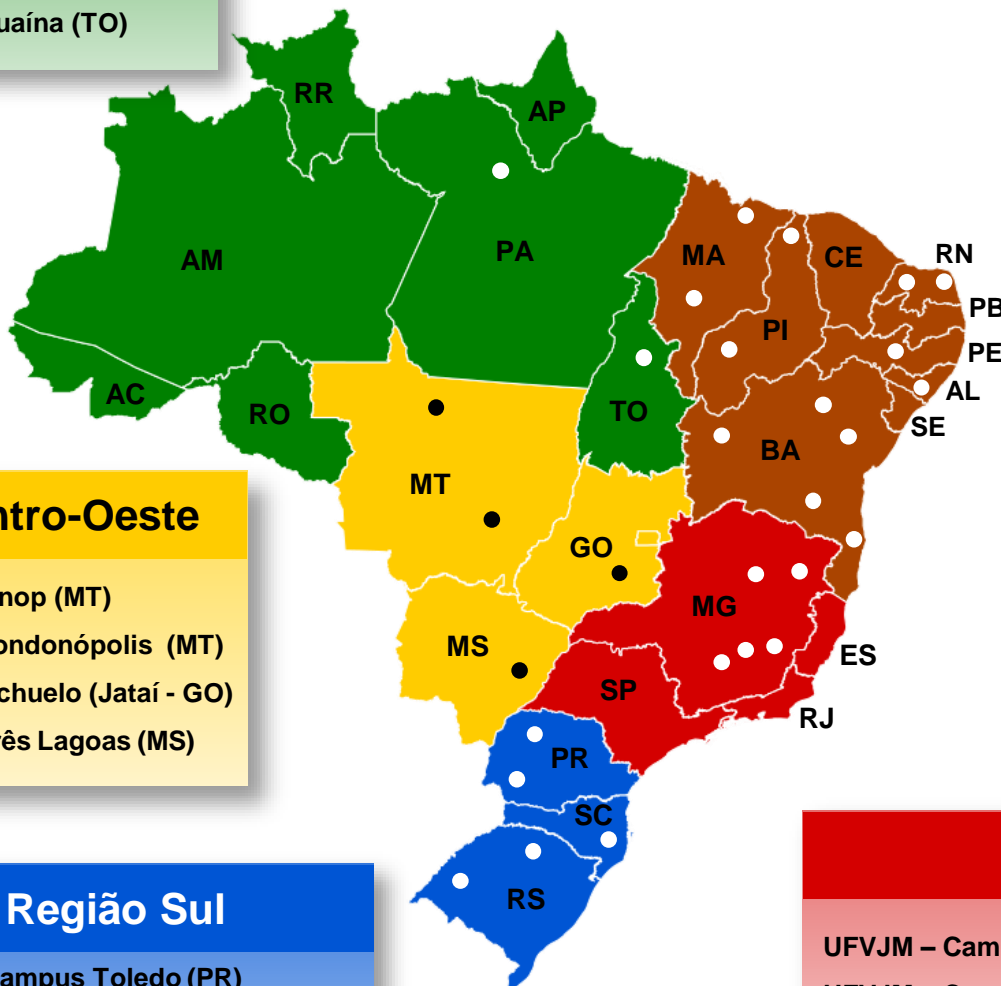 uaína (TO)
RR
AP
AM
PA
MA
CE
RN
PB
PI
PE
AC
RO
TO
AL
SE
BA
MT
ntro-Oeste
GO
nop (MT)
ondonópolis (MT)
chuelo (Jataí - GO)
rês Lagoas (MS)
MS
MG
ES
SP
RJ
PR
SC
RS
Região Sul
ampus Toledo (PR)
UFVJM – Cam